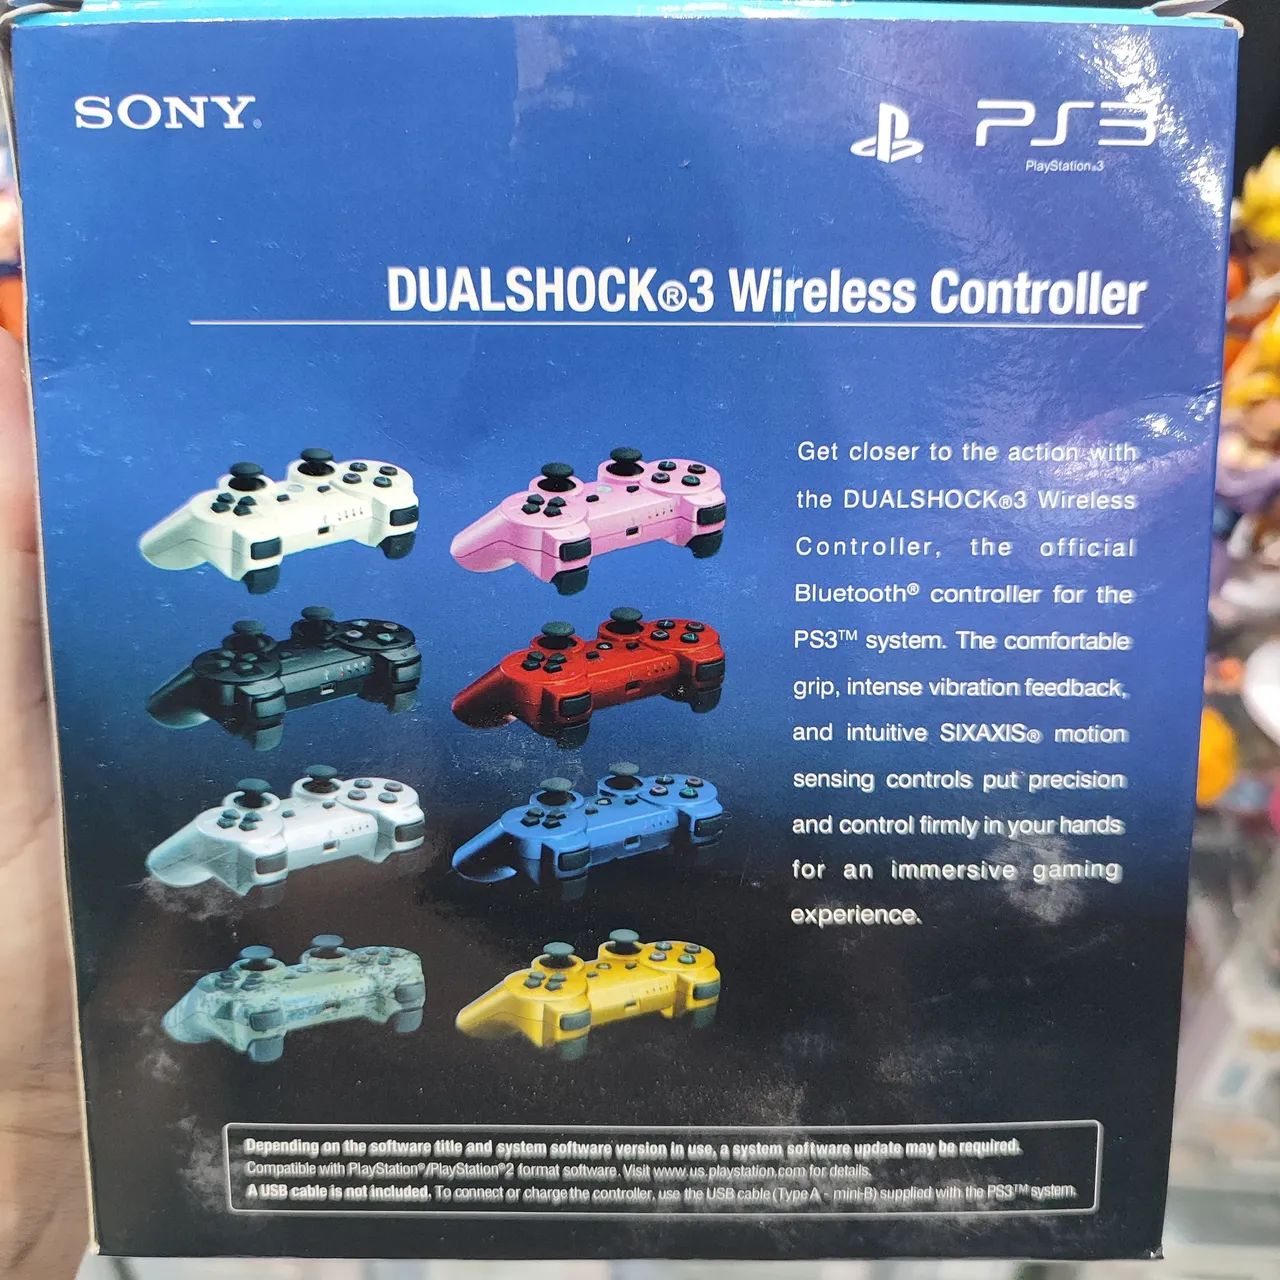 SONY®
PS3
PlayStation®3
DUALSHOCK®3 Wireless Controller
Get closer to the action with
the DUALSHOCK®3 Wireless
Controller, the official
Bluetooth® controller for the
PS3™ system. The comfortable
grip, intense vibration feedback,
and intuitive SIXAXIS® motion
sensing controls put precision
and control firmly in your hands
for an immersive gaming
experience.
Depending on the software title and system software version in use, a system software update may be required.
Compatible with PlayStation®/PlayStation®2 format software. Visit www.us.playstation.com for details.
A USB cable is not included. To connect or charge the controller, use the USB cable (Type A - mini-B) supplied with the PS3™ system.